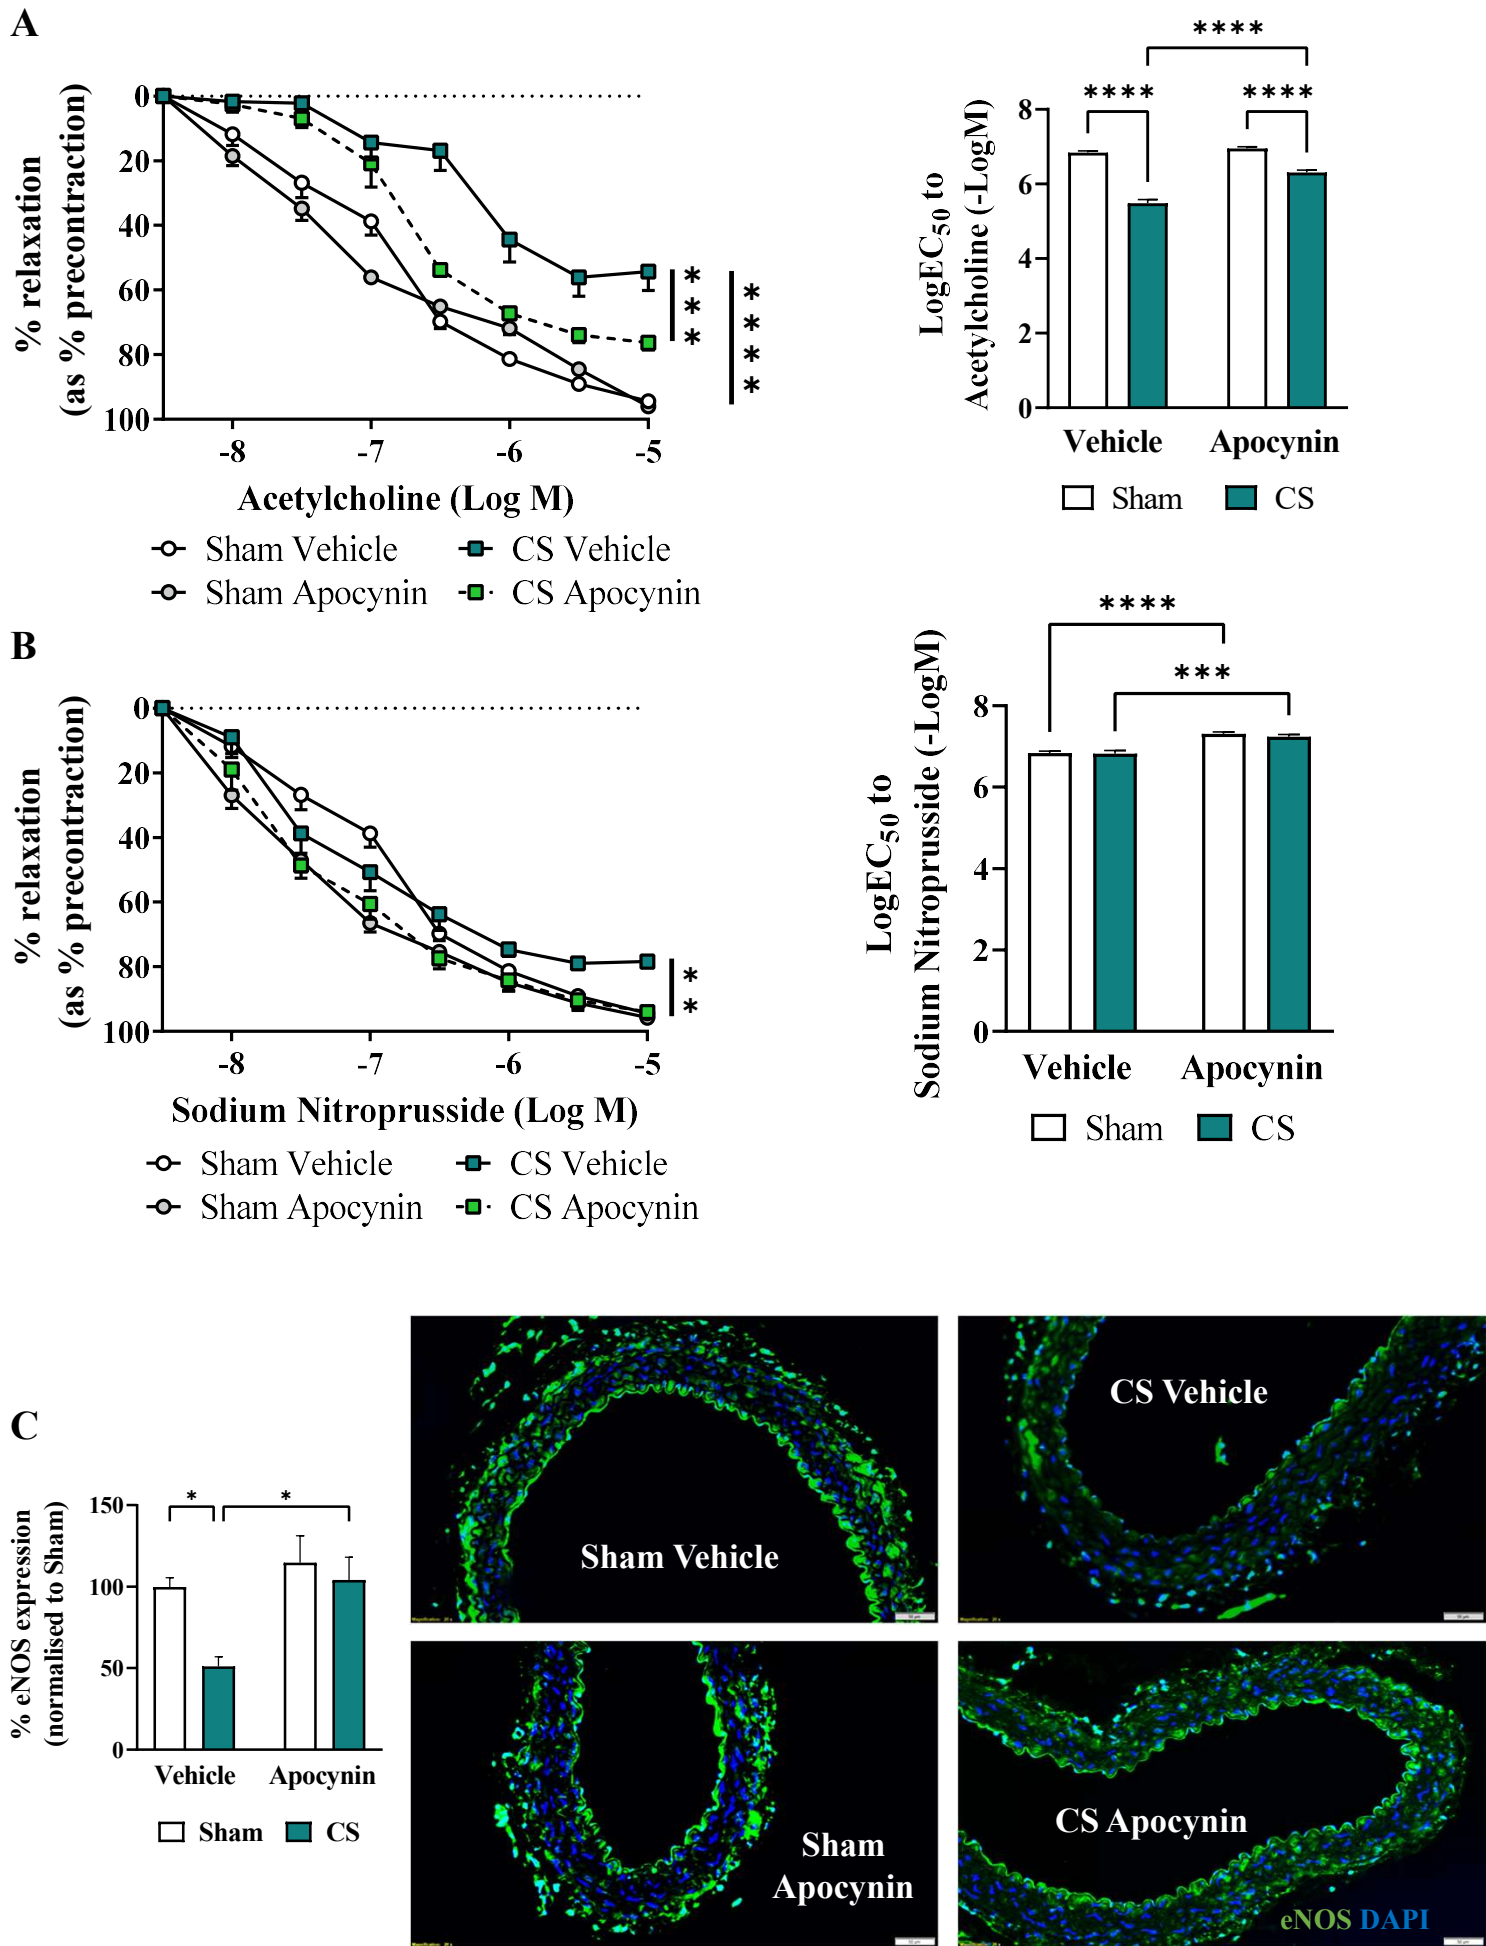 A
0
20
40
60
80
100
% relaxation
(as % precontraction)
-8
-7
-6
-5
Acetylcholine (Log M)
Sham Vehicle
CS Vehicle
Sham Apocynin
CS Apocynin
***
****
****
****
****
8
6
4
2
0
LogEC50 to
Acetylcholine (-LogM)
Vehicle
Apocynin
Sham
CS
B
0
20
40
60
80
100
% relaxation
(as % precontraction)
-8
-7
-6
-5
Sodium Nitroprusside (Log M)
Sham Vehicle
CS Vehicle
Sham Apocynin
CS Apocynin
**
****
***
8
6
4
2
0
LogEC50 to
Sodium Nitroprusside (-LogM)
Vehicle
Apocynin
Sham
CS
C
150
100
50
0
% eNOS expression
(normalised to Sham)
*
*
Vehicle
Apocynin
Sham
CS
Sham Vehicle
CS Vehicle
Sham
Apocynin
CS Apocynin
eNOS DAPI